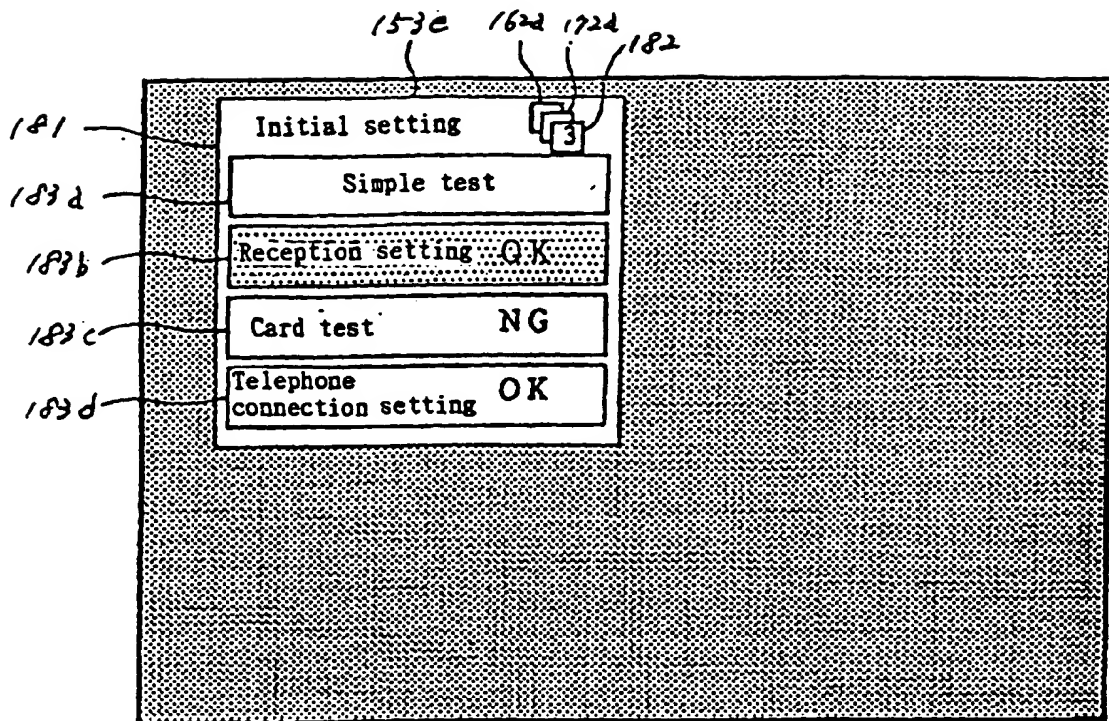 153e 162d 172d 182
181
Initial setting
3
183a
Simple test
183b
Reception setting OK
183c
Card test NG
183d
Telephone
connection setting OK